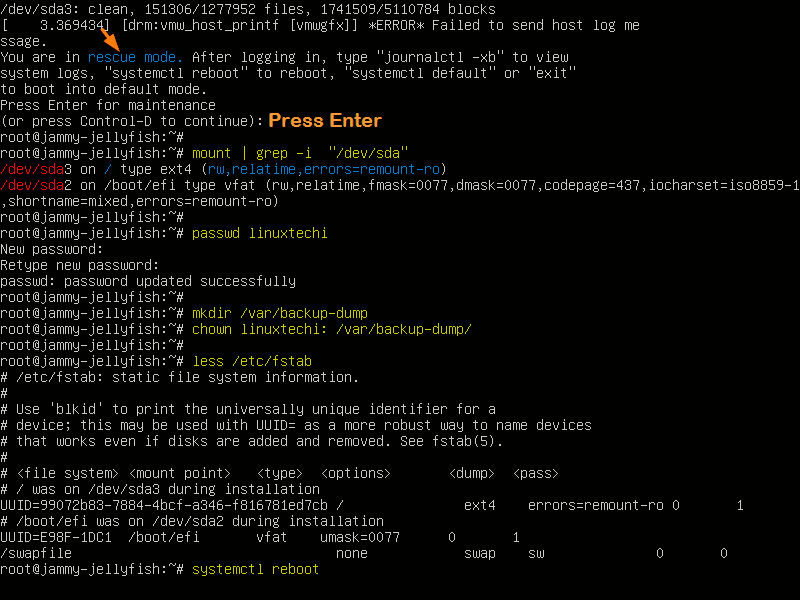 /dev/sda3: clean, 151306/1277952 files, 1741509/5110784 blocks
[    3.369434] [drm:vmw_host_printf [vmwgfx]] *ERROR* Failed to send host log me
ssage.
You are in rescue mode. After logging in, type "journalctl -xb" to view
system logs, "systemctl reboot" to reboot, "systemctl default" or "exit"
to boot into default mode.
Press Enter for maintenance
(or press Control-D to continue): Press Enter
root@jammy-jellyfish:~#
root@jammy-jellyfish:~# mount | grep -i  "/dev/sda"
/dev/sda3 on / type ext4 (rw,relatime,errors=remount-ro)
/dev/sda2 on /boot/efi type vfat (rw,relatime,fmask=0077,dmask=0077,codepage=437,iocharset=iso8859-1
,shortname=mixed,errors=remount-ro)
root@jammy-jellyfish:~#
root@jammy-jellyfish:~# passwd linuxtechi
New password:
Retype new password:
passwd: password updated successfully
root@jammy-jellyfish:~#
root@jammy-jellyfish:~# mkdir /var/backup-dump
root@jammy-jellyfish:~# chown linuxtechi: /var/backup-dump/
root@jammy-jellyfish:~#
root@jammy-jellyfish:~# less /etc/fstab
# /etc/fstab: static file system information.
#
# Use 'blkid' to print the universally unique identifier for a
# device; this may be used with UUID= as a more robust way to name devices
# that works even if disks are added and removed. See fstab(5).
#
# <file system> <mount point>   <type>  <options>       <dump>  <pass>
# / was on /dev/sda3 during installation
UUID=99072b83-7884-4bcf-a346-f816781ed7cb /               ext4    errors=remount-ro 0       1
# /boot/efi was on /dev/sda2 during installation
UUID=E98F-1DC1  /boot/efi       vfat    umask=0077      0       1
/swapfile                                 none            swap    sw              0       0
root@jammy-jellyfish:~# systemctl reboot